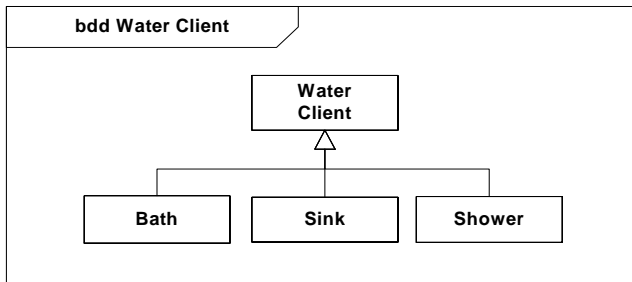 bdd Water Client
Water
Client
Bath
Sink
Shower